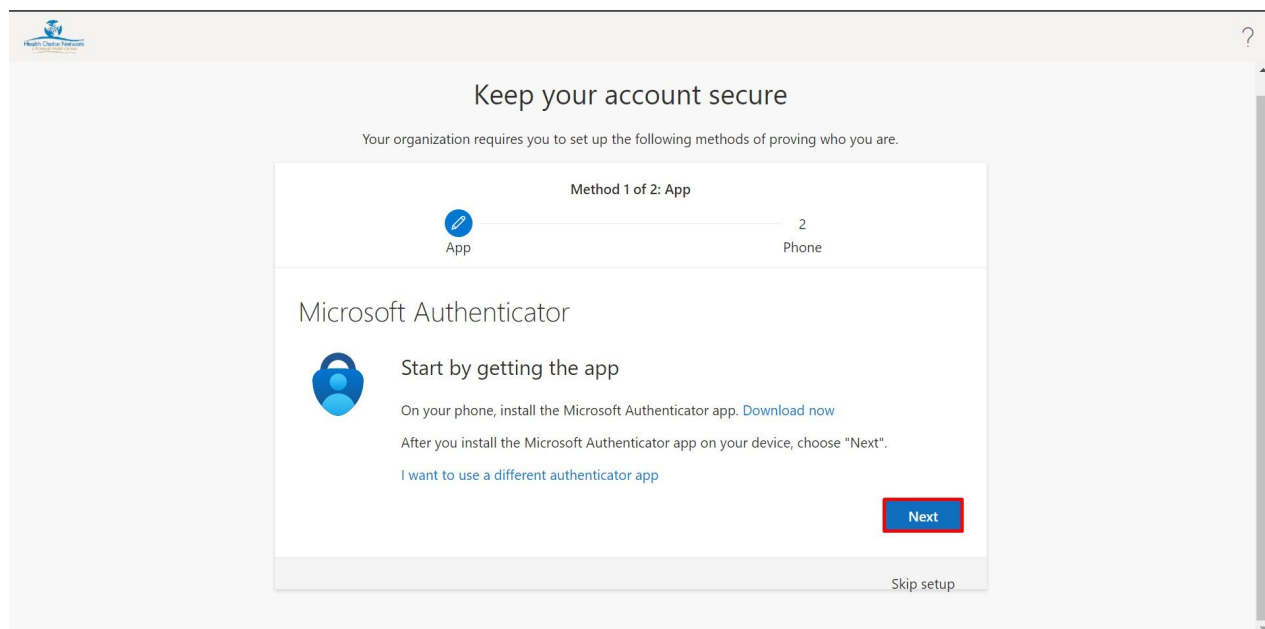 Health Choice Network
?
Keep your account secure
Your organization requires you to set up the following methods of proving who you are.
Method 1 of 2: App
App
2
Phone
Microsoft Authenticator
Start by getting the app
On your phone, install the Microsoft Authenticator app. Download now
After you install the Microsoft Authenticator app on your device, choose "Next".
I want to use a different authenticator app
Next
Skip setup